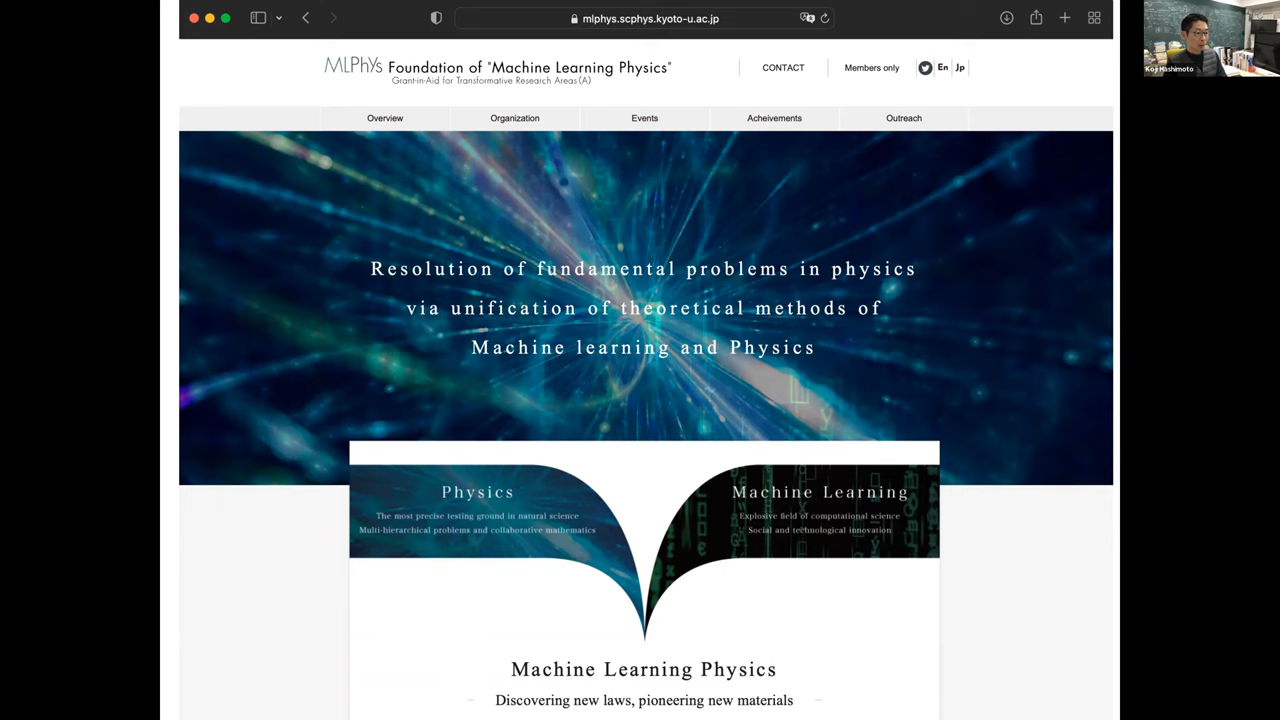 mlphys.scphys.kyoto-u.ac.jp
Koji Hashimoto
MLPhys Foundation of "Machine Learning Physics"
Grant-in-Aid for Transformative Research Areas (A)
CONTACT
Members only
En
Jp
Overview
Organization
Events
Acheivements
Outreach
Resolution of fundamental problems in physics
via unification of theoretical methods of
Machine learning and Physics
Physics
The most precise testing ground in natural science
Multi-hierarchical problems and collaborative mathematics
Machine Learning
Explosive field of computational science
Social and technological innovation
Machine Learning Physics
Discovering new laws, pioneering new materials